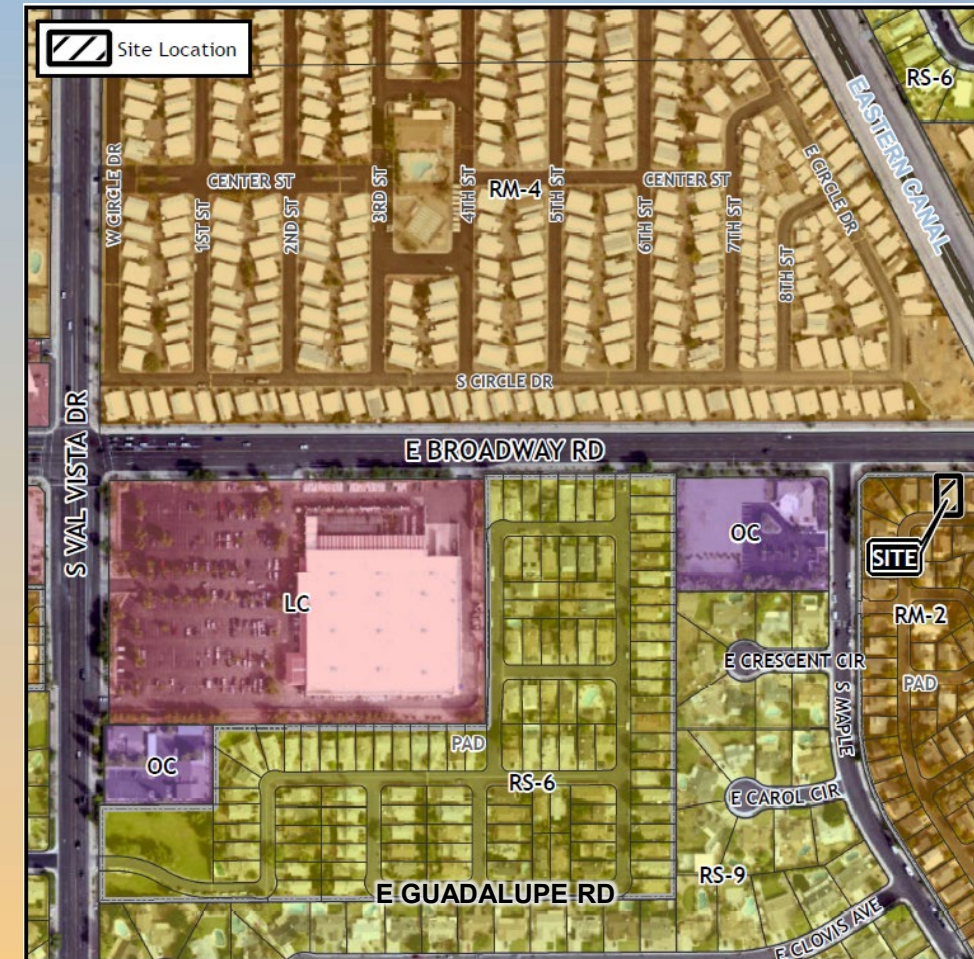 Site Location
RS-6
EASTERN CANAL
W CIRCLE DR
CENTER ST
1ST ST
2ND ST
3RD ST
4TH ST
RM-4
5TH ST
CENTER ST
6TH ST
7TH ST
8TH ST
E CIRCLE DR
S CIRCLE DR
S VAL VISTA DR
E BROADWAY RD
OC
SITE
LC
RM-2
E CRESCENT CIR
PAD
S MAPLE
PAD
OC
RS-6
E CAROL CIR
RS-9
E GUADALUPE RD
E CLOVIS AVE